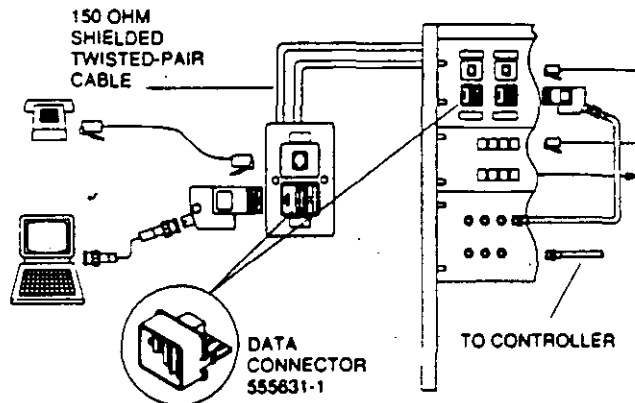 150 OHM
SHIELDED
TWISTED-PAIR
CABLE
DATA
CONNECTOR
555631-1
TO CONTROLLER